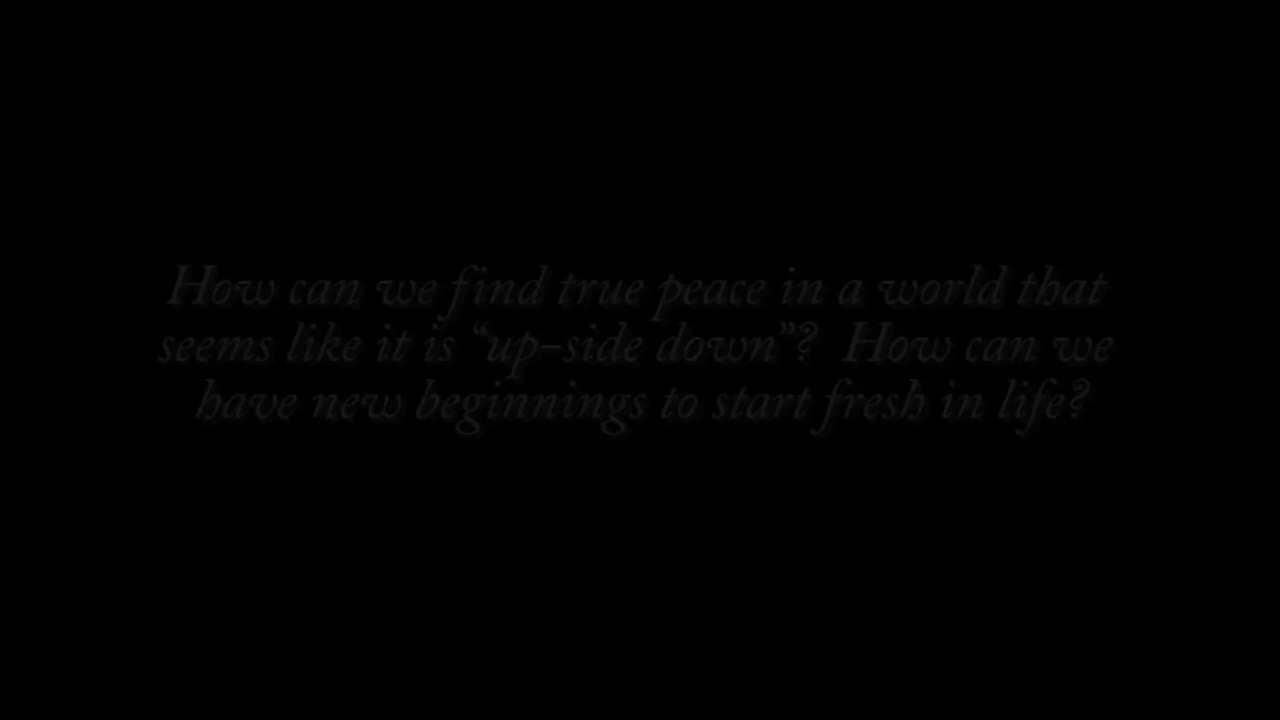 How can we find true peace in a world that
seems like it is “up-side down”?  How can we
have new beginnings to start fresh in life?